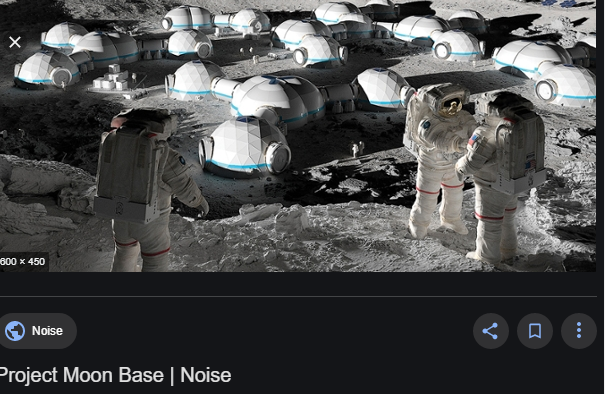 600 × 450
Noise
Project Moon Base | Noise